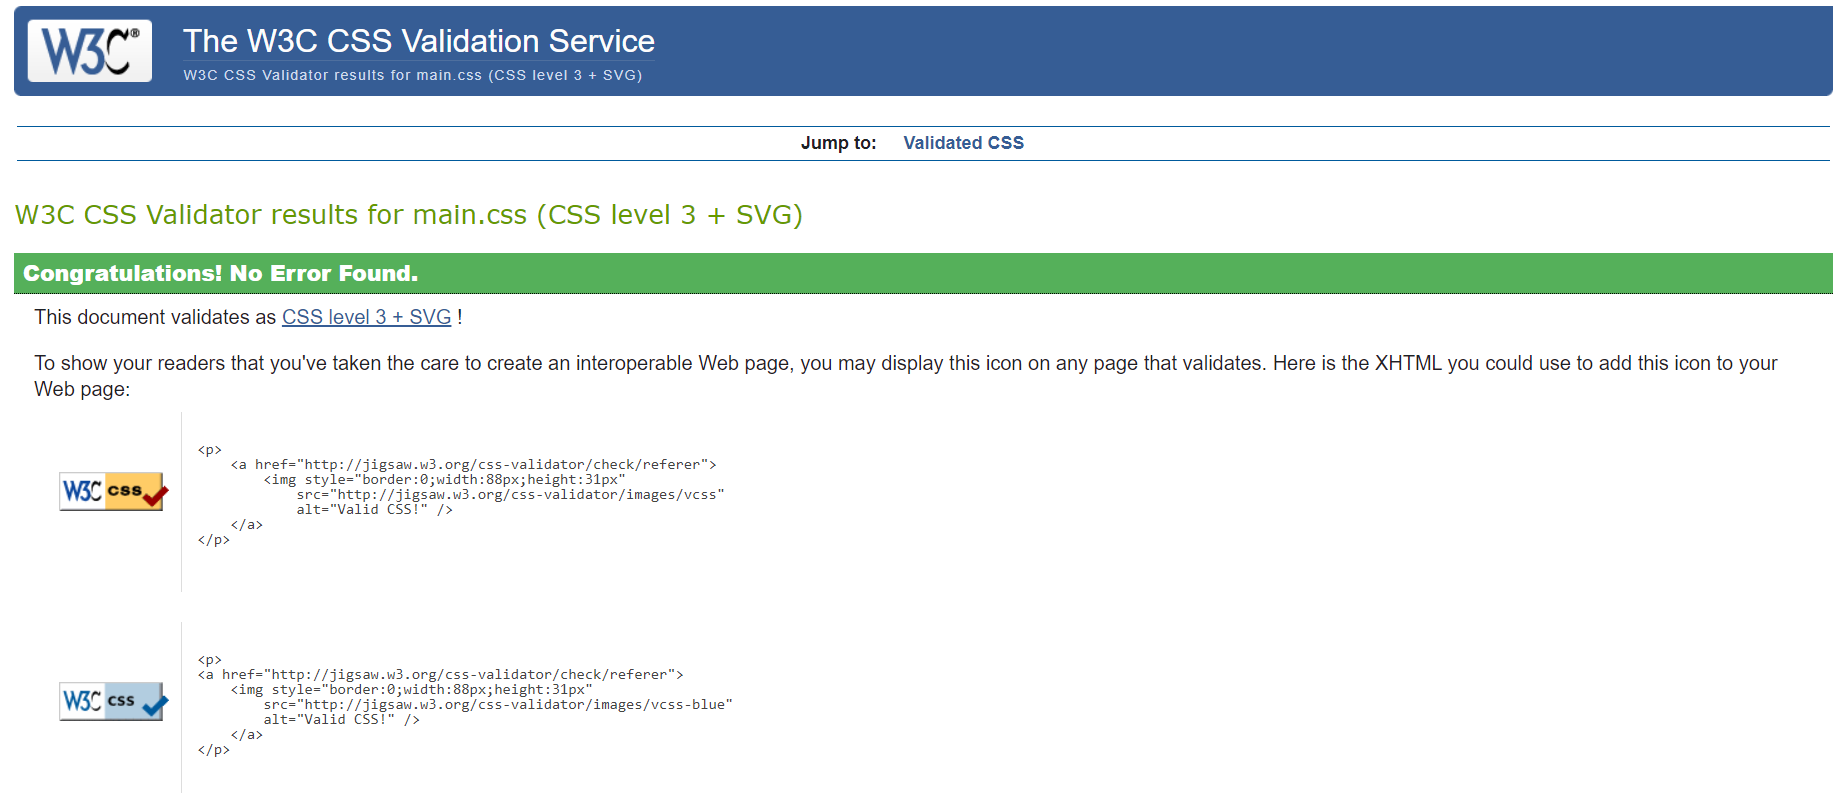 W3C®
The W3C CSS Validation Service
W3C CSS Validator results for main.css (CSS level 3 + SVG)
Jump to: Validated CSS
W3C CSS Validator results for main.css (CSS level 3 + SVG)
Congratulations! No Error Found.
This document validates as CSS level 3 + SVG !
To show your readers that you've taken the care to create an interoperable Web page, you may display this icon on any page that validates. Here is the XHTML you could use to add this icon to your
Web page:
W3C css
<p>
    <a href="http://jigsaw.w3.org/css-validator/check/referer">
        <img style="border:0;width:88px;height:31px"
            src="http://jigsaw.w3.org/css-validator/images/vcss"
            alt="Valid CSS!" />
    </a>
</p>
W3C css
<p>
<a href="http://jigsaw.w3.org/css-validator/check/referer">
    <img style="border:0;width:88px;height:31px"
        src="http://jigsaw.w3.org/css-validator/images/vcss-blue"
        alt="Valid CSS!" />
    </a>
</p>